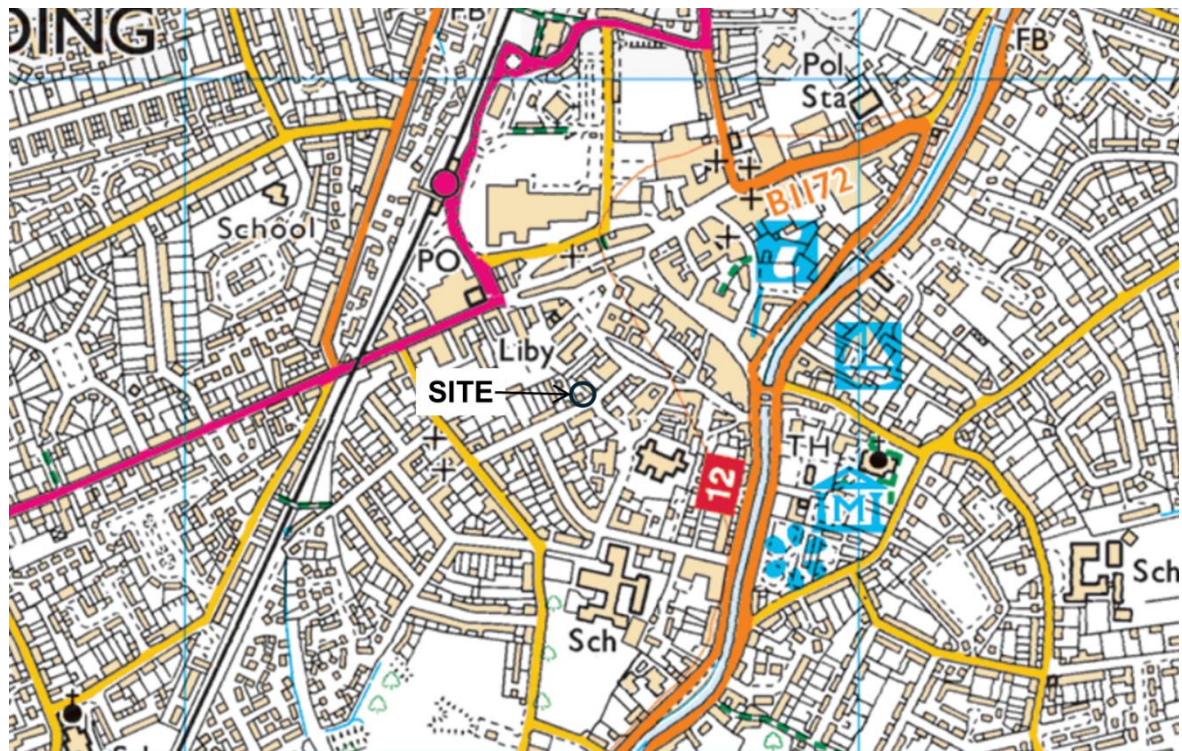 DING
FB
FB
Pol
Sta
B1172
School
PO
Liby
SITE
12
TH
M
Sch
Sch